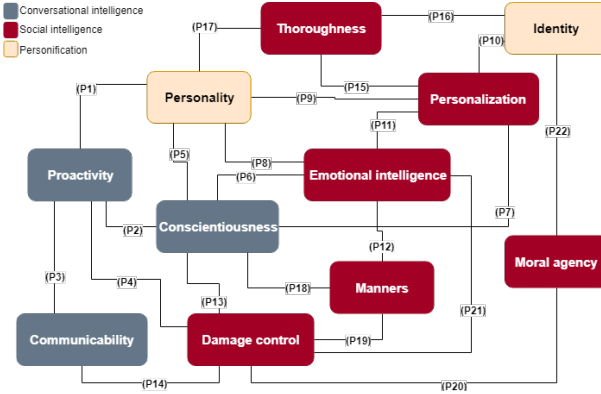 Conversational intelligence
Social intelligence
Personification
(P17)
Thoroughness
(P16)
Identity
(P10)
(P1)
Personality
(P9)
(P15)
Personalization
(P11)
(P22)
(P5)
(P8)
Proactivity
(P6)
Emotional intelligence
(P2)
Conscientiousness
(P7)
(P12)
Moral agency
(P3)
(P4)
(P18)
Manners
(P13)
(P21)
Communicability
Damage control
(P19)
(P14)
(P20)